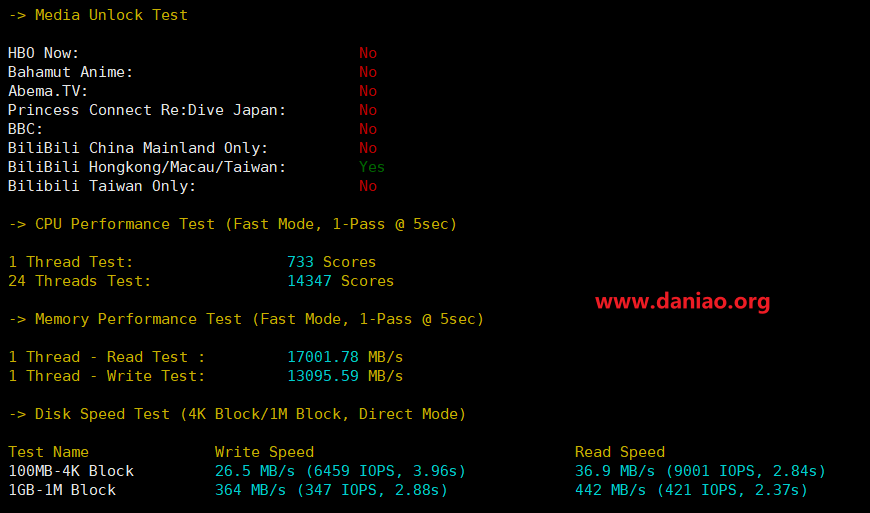 -> Media Unlock Test
HBO Now: No
Bahamut Anime: No
Abema.TV: No
Princess Connect Re:Dive Japan: No
BBC: No
BiliBili China Mainland Only: No
BiliBili Hongkong/Macau/Taiwan: Yes
Bilibili Taiwan Only: No
-> CPU Performance Test (Fast Mode, 1-Pass @ 5sec)
1 Thread Test: 733 Scores
24 Threads Test: 14347 Scores
www.daniao.org
-> Memory Performance Test (Fast Mode, 1-Pass @ 5sec)
1 Thread - Read Test : 17001.78 MB/s
1 Thread - Write Test: 13095.59 MB/s
-> Disk Speed Test (4K Block/1M Block, Direct Mode)
Test Name Write Speed Read Speed
100MB-4K Block 26.5 MB/s (6459 IOPS, 3.96s) 36.9 MB/s (9001 IOPS, 2.84s)
1GB-1M Block 364 MB/s (347 IOPS, 2.88s) 442 MB/s (421 IOPS, 2.37s)